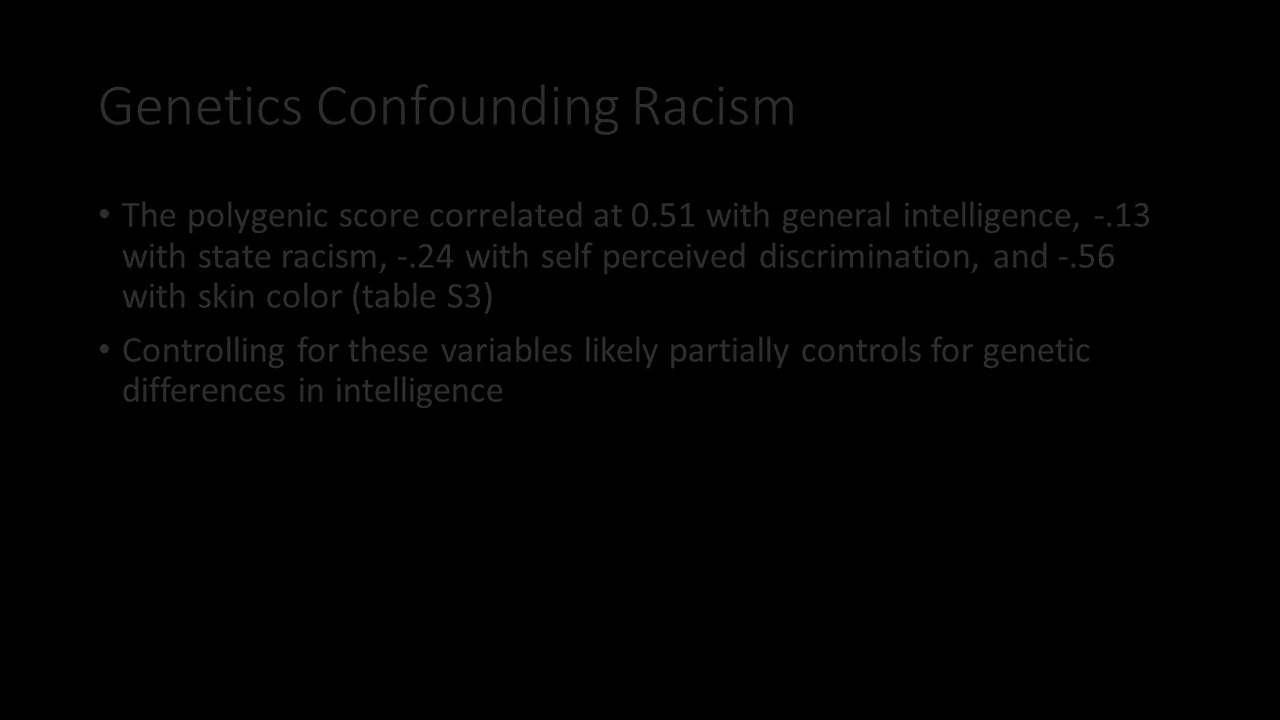 Genetics Confounding Racism
• The polygenic score correlated at 0.51 with general intelligence, -.13
with state racism, -.24 with self perceived discrimination, and -.56
with skin color (table S3)
• Controlling for these variables likely partially controls for genetic
differences in intelligence